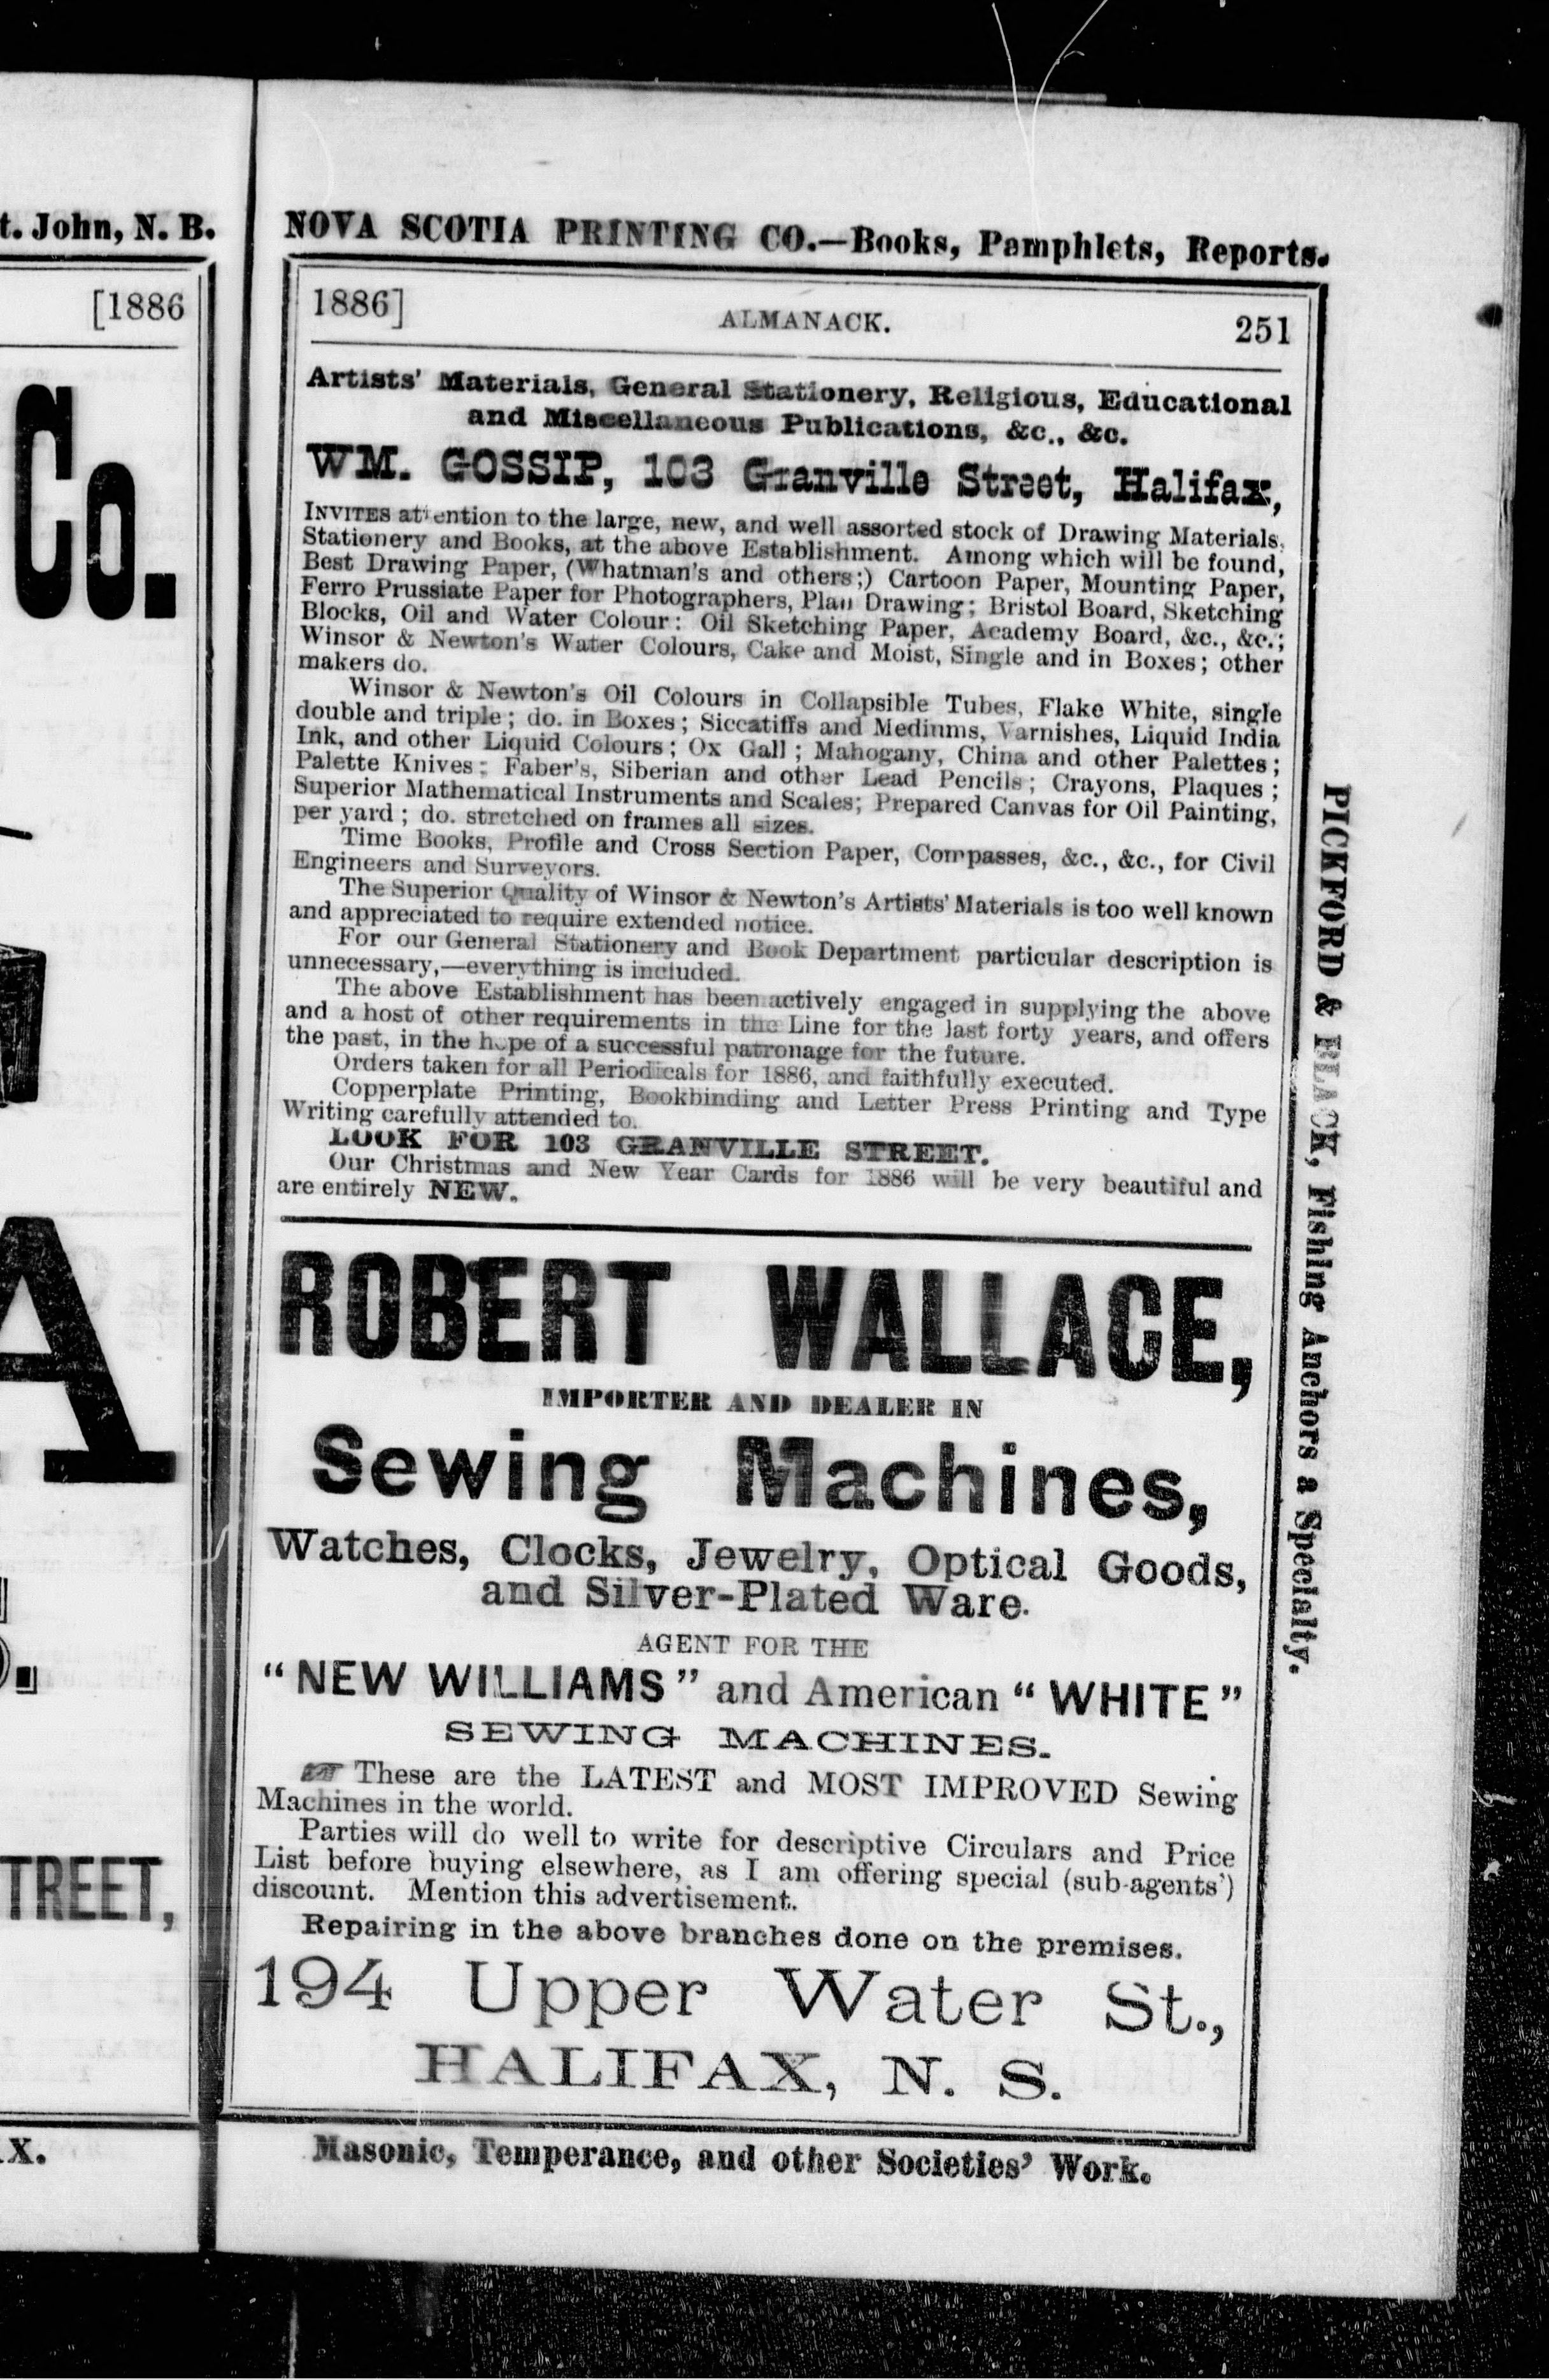 t. John, N. B.
[1886
Co.
A
TREET,
X.
NOVA SCOTIA PRINTING CO.—Books, Pamphlets, Reports.
1886] ALMANACK. 251
Artists' Materials, General Stationery, Religious, Educational
and Miscellaneous Publications, &c., &c.
WM. GOSSIP, 103 Granville Street, Halifax,
INVITES attention to the large, new, and well assorted stock of Drawing Materials,
Stationery and Books, at the above Establishment. Among which will be found,
Best Drawing Paper, (Whatman's and others;) Cartoon Paper, Mounting Paper,
Ferro Prussiate Paper for Photographers, Plan Drawing; Bristol Board, Sketching
Blocks, Oil and Water Colour: Oil Sketching Paper, Academy Board, &c., &c.;
Winsor & Newton's Water Colours, Cake and Moist, Single and in Boxes; other
makers do.
Winsor & Newton's Oil Colours in Collapsible Tubes, Flake White, single
double and triple; do. in Boxes; Siccatiffs and Mediums, Varnishes, Liquid India
Ink, and other Liquid Colours; Ox Gall; Mahogany, China and other Palettes;
Palette Knives; Faber's, Siberian and other Lead Pencils; Crayons, Plaques;
Superior Mathematical Instruments and Scales; Prepared Canvas for Oil Painting,
per yard; do. stretched on frames all sizes.
Time Books, Profile and Cross Section Paper, Compasses, &c., &c., for Civil
Engineers and Surveyors.
The Superior Quality of Winsor & Newton's Artists' Materials is too well known
and appreciated to require extended notice.
For our General Stationery and Book Department particular description is
unnecessary,—everything is included.
The above Establishment has been actively engaged in supplying the above
and a host of other requirements in the Line for the last forty years, and offers
the past, in the hope of a successful patronage for the future.
Orders taken for all Periodicals for 1886, and faithfully executed.
Copperplate Printing, Bookbinding and Letter Press Printing and Type
Writing carefully attended to.
LOOK FOR 103 GRANVILLE STREET.
Our Christmas and New Year Cards for 1886 will be very beautiful and
are entirely NEW.
ROBERT WALLACE,
IMPORTER AND DEALER IN
Sewing Machines,
Watches, Clocks, Jewelry, Optical Goods,
and Silver-Plated Ware.
AGENT FOR THE
"NEW WILLIAMS" and American "WHITE"
SEWING MACHINES.
☞ These are the LATEST and MOST IMPROVED Sewing
Machines in the world.
Parties will do well to write for descriptive Circulars and Price
List before buying elsewhere, as I am offering special (sub-agents')
discount. Mention this advertisement.
Repairing in the above branches done on the premises.
194 Upper Water St.,
HALIFAX, N. S.
Masonic, Temperance, and other Societies' Work.
PICKFORD & BLACK, Fishing Anchors a Specialty.